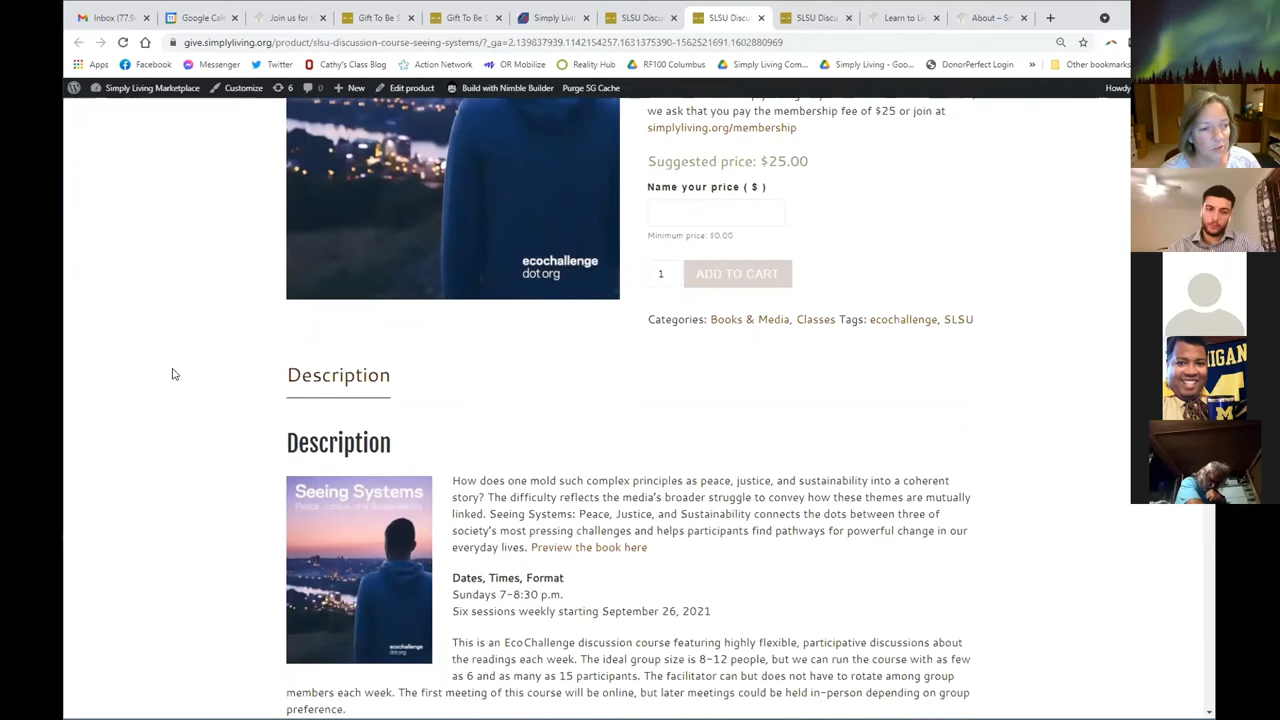 Inbox (77,9
Google Cal
Join us for
Gift To Be S
Gift To Be S
Simply Livin
SLSU Discu
SLSU Discu
SLSU Discu
Learn to Li
About – Sim
give.simplyliving.org/product/slsu-discussion-course-seeing-systems/?_ga=2.139837939.1142154257.1631375390-1562521691.1602880969
Apps
Facebook
Messenger
Twitter
Cathy's Class Blog
Action Network
OR Mobilize
Reality Hub
RF100 Columbus
Simply Living Com...
Simply Living - Goo...
DonorPerfect Login
»
Other bookmarks
Simply Living Marketplace
Customize
6
0
New
Edit product
Build with Nimble Builder
Purge SG Cache
Howdy
we ask that you pay the membership fee of $25 or join at
simplyliving.org/membership
Suggested price: $25.00
Name your price ( $ )
Minimum price: $0.00
1 ADD TO CART
Categories: Books & Media, Classes Tags: ecochallenge, SLSU
ecochallenge
dot org
Description
Description
Seeing Systems
Peace, Justice and Sustainability
ecochallenge
dot org
How does one mold such complex principles as peace, justice, and sustainability into a coherent
story? The difficulty reflects the media's broader struggle to convey how these themes are mutually
linked. Seeing Systems: Peace, Justice, and Sustainability connects the dots between three of
society's most pressing challenges and helps participants find pathways for powerful change in our
everyday lives. Preview the book here
Dates, Times, Format
Sundays 7-8:30 p.m.
Six sessions weekly starting September 26, 2021
This is an EcoChallenge discussion course featuring highly flexible, participative discussions about
the readings each week. The ideal group size is 8-12 people, but we can run the course with as few
as 6 and as many as 15 participants. The facilitator can but does not have to rotate among group
members each week. The first meeting of this course will be online, but later meetings could be held in-person depending on group
preference.
HIGAN
M
M